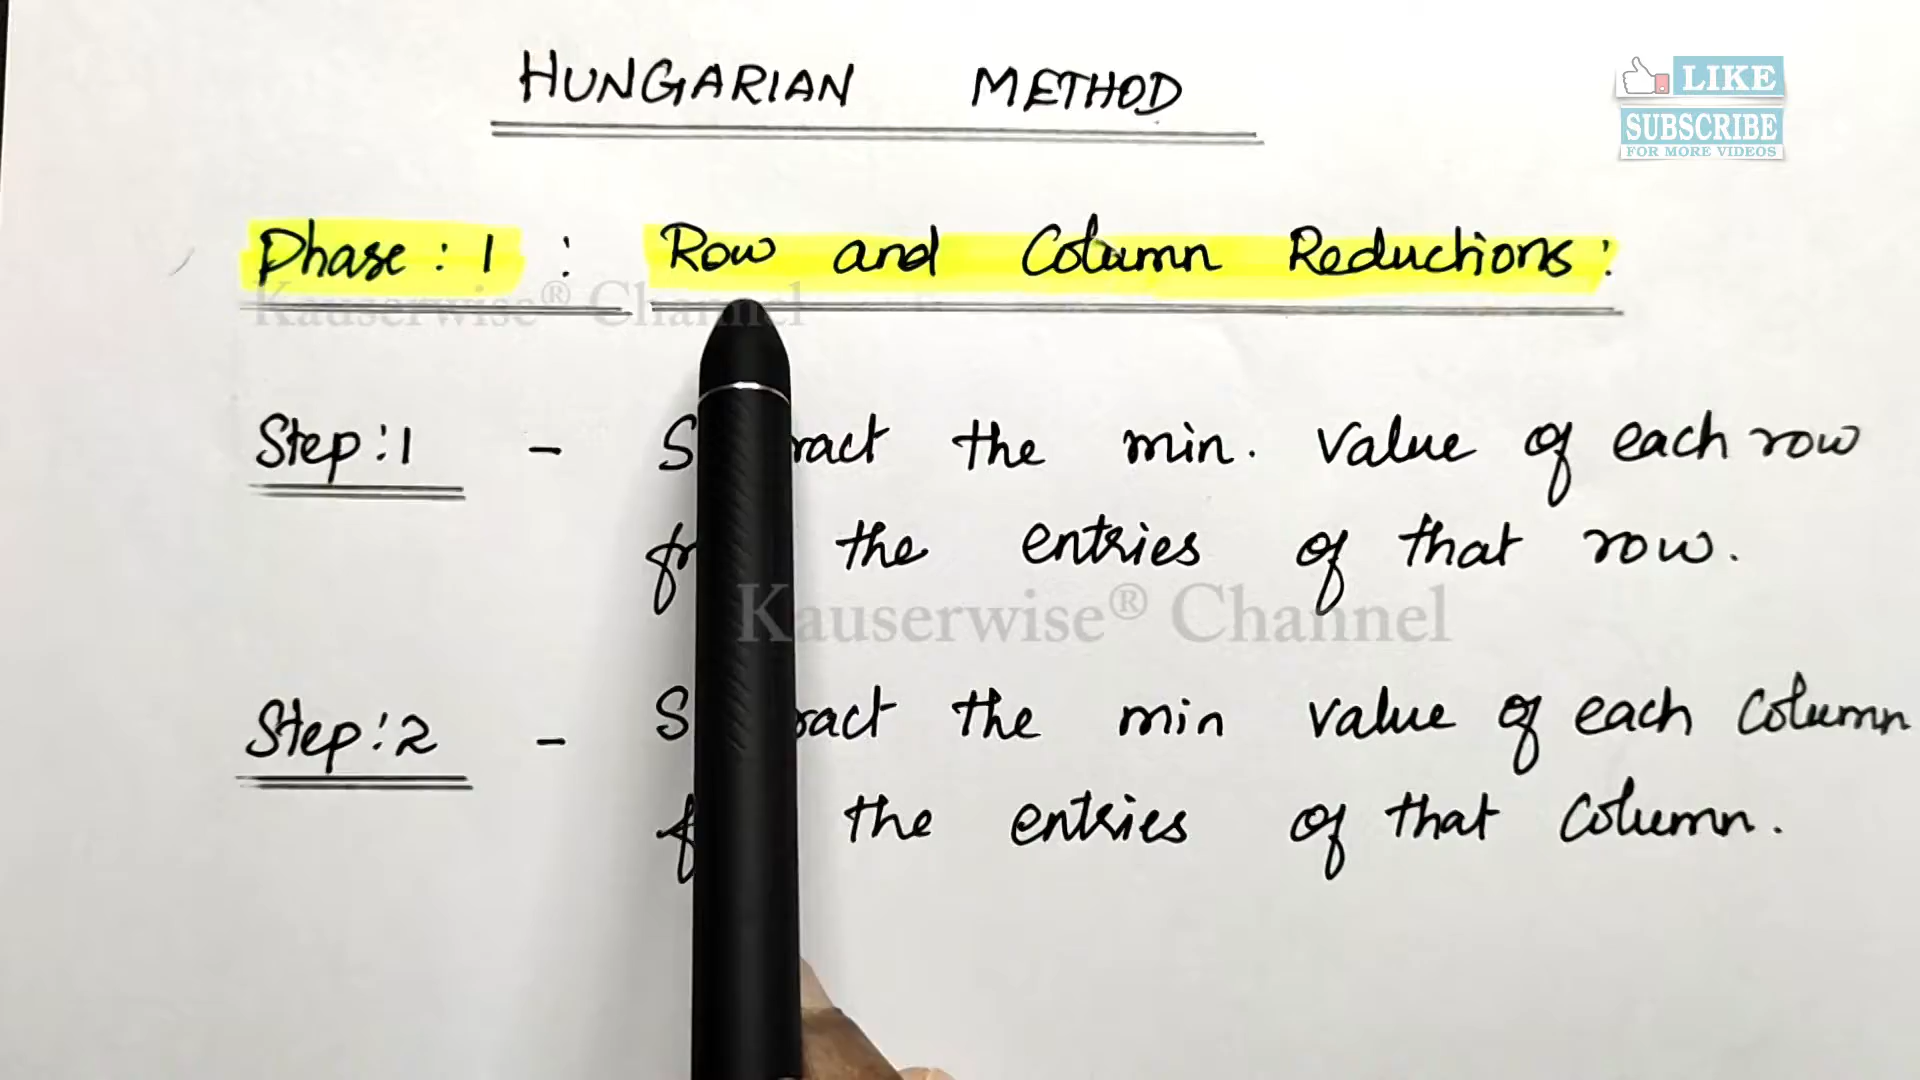 HUNGARIAN METHOD
LIKE
SUBSCRIBE
FOR MORE VIDEOS
Phase : 1 : Row and Column Reductions :
Kauserwise® Channel
Step:1 - the min. value of each row
the entries of that row.
Kauserwise® Channel
Step:2 - the min value of each Column
the entries of that Column.